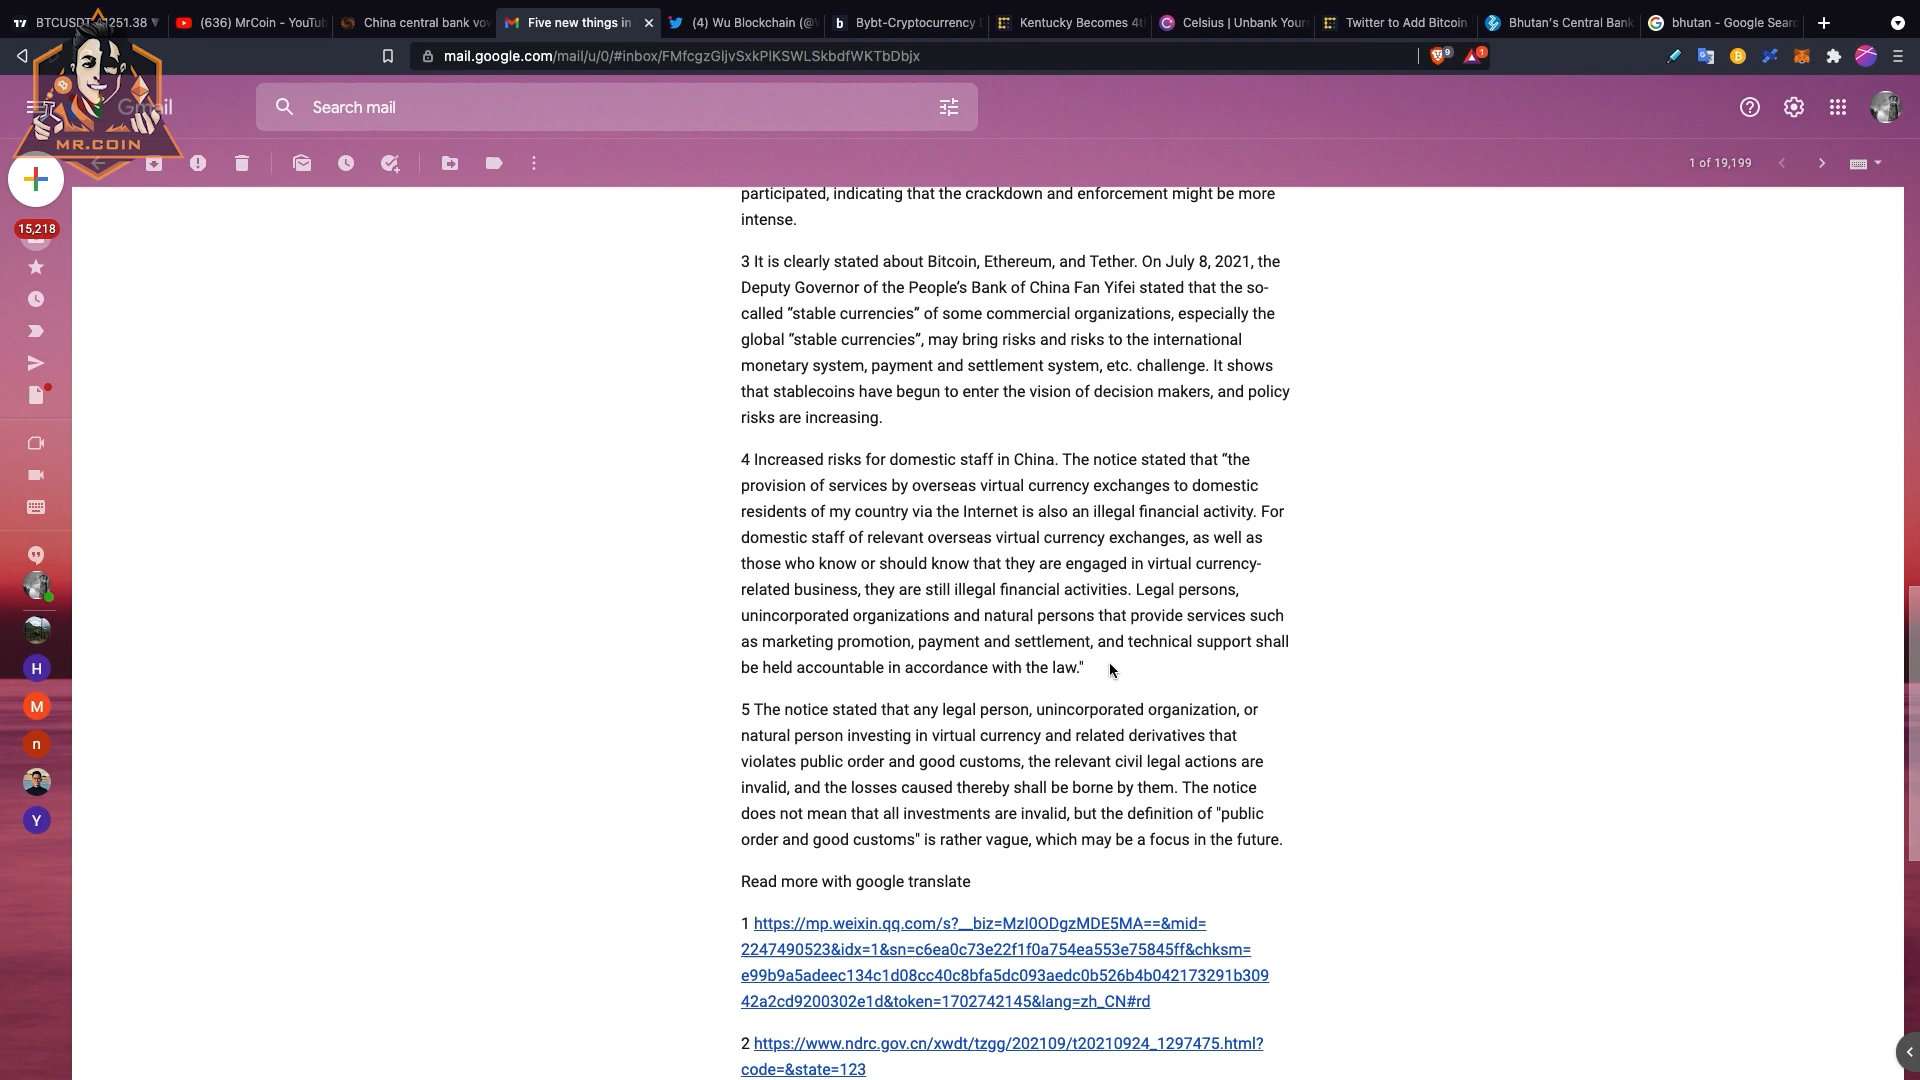 BTCUSDT 41251.38
(636) MrCoin - YouTub
China central bank vo
Five new things in
(4) Wu Blockchain (@
Bybt-Cryptocurrency
Kentucky Becomes 4t
Celsius | Unbank Your
Twitter to Add Bitcoin
Bhutan's Central Bank
bhutan - Google Searc
mail.google.com/mail/u/0/#inbox/FMfcgzGljvSxkPlKSWLSkbdfWKTbDbjx
9
1
Gmail
Search mail
MR.COIN
1 of 19,199
15,218
H
M
n
Y
participated, indicating that the crackdown and enforcement might be more
intense.
3 It is clearly stated about Bitcoin, Ethereum, and Tether. On July 8, 2021, the
Deputy Governor of the People's Bank of China Fan Yifei stated that the so-
called “stable currencies” of some commercial organizations, especially the
global “stable currencies”, may bring risks and risks to the international
monetary system, payment and settlement system, etc. challenge. It shows
that stablecoins have begun to enter the vision of decision makers, and policy
risks are increasing.
4 Increased risks for domestic staff in China. The notice stated that “the
provision of services by overseas virtual currency exchanges to domestic
residents of my country via the Internet is also an illegal financial activity. For
domestic staff of relevant overseas virtual currency exchanges, as well as
those who know or should know that they are engaged in virtual currency-
related business, they are still illegal financial activities. Legal persons,
unincorporated organizations and natural persons that provide services such
as marketing promotion, payment and settlement, and technical support shall
be held accountable in accordance with the law."
5 The notice stated that any legal person, unincorporated organization, or
natural person investing in virtual currency and related derivatives that
violates public order and good customs, the relevant civil legal actions are
invalid, and the losses caused thereby shall be borne by them. The notice
does not mean that all investments are invalid, but the definition of "public
order and good customs" is rather vague, which may be a focus in the future.
Read more with google translate
1 https://mp.weixin.qq.com/s?__biz=MzI0ODgzMDE5MA==&mid=
2247490523&idx=1&sn=c6ea0c73e22f1f0a754ea553e75845ff&chksm=
e99b9a5adeec134c1d08cc40c8bfa5dc093aedc0b526b4b042173291b309
42a2cd9200302e1d&token=1702742145&lang=zh_CN#rd
2 https://www.ndrc.gov.cn/xwdt/tzgg/202109/t20210924_1297475.html?
code=&state=123